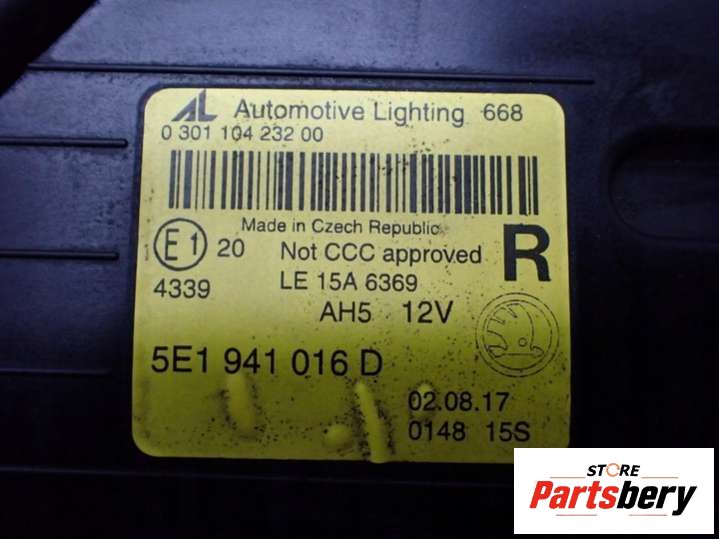 AL Automotive Lighting 668
0 301 104 232 00
Made in Czech Republic
E1 20 Not CCC approved R
4339 LE 15A 6369
AH5 12V
5E1 941 016 D
02.08.17
0148 15S
STORE
Partsbery